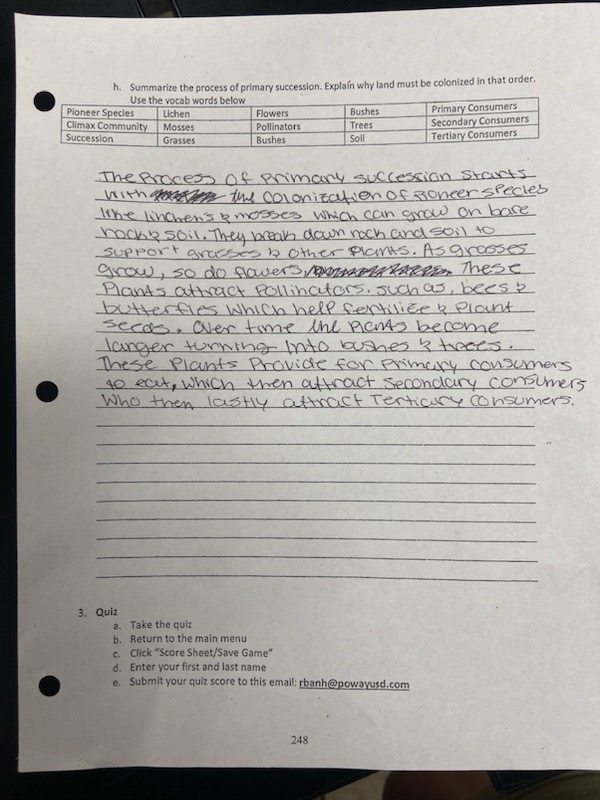 h. Summarize the process of primary succession. Explain why land must be colonized in that order.
Use the vocab words below
Pioneer Species Lichen Flowers Bushes Primary Consumers
Climax Community Mosses Pollinators Trees Secondary Consumers
Succession Grasses Bushes Soil Tertiary Consumers
The Process Of Primary Succession Starts
with the Colonization of Pioneer species
like linchens & mosses which can grow on bare
rock & soil. They break down rock and soil to
support grasses & other Plants. As grasses
grow, so do flowers, These
Plants attract Pollinators. such as, bees &
butterflies which help fertilize & Plant
seeds. Over time the Plants become
larger turning Into bushes & trees.
These Plants Provide for Primary consumers
to eat, which then attract Secondary consumers
Who then lastly attract Tertiary Consumers.
3. Quiz
a. Take the quiz
b. Return to the main menu
c. Click "Score Sheet/Save Game"
d. Enter your first and last name
e. Submit your quiz score to this email: rbanh@powayusd.com
248